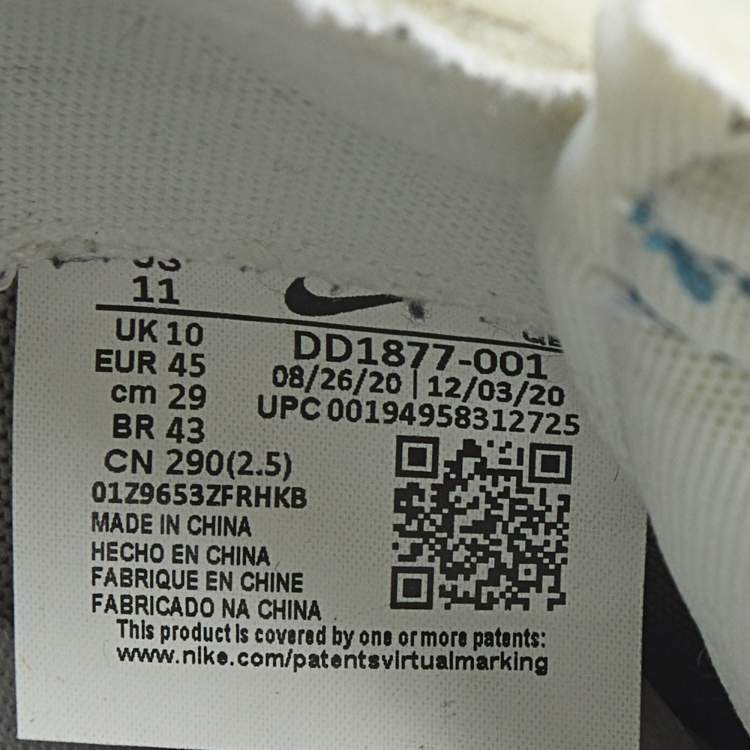 US
11
UK 10
EUR 45
cm 29
BR 43
CN 290(2.5)
01Z9653ZFRHKB
MADE IN CHINA
HECHO EN CHINA
FABRIQUE EN CHINE
FABRICADO NA CHINA
DD1877-001
08/26/20 | 12/03/20
UPC 00194958312725
This product is covered by one or more patents:
www.nike.com/patentsvirtualmarking